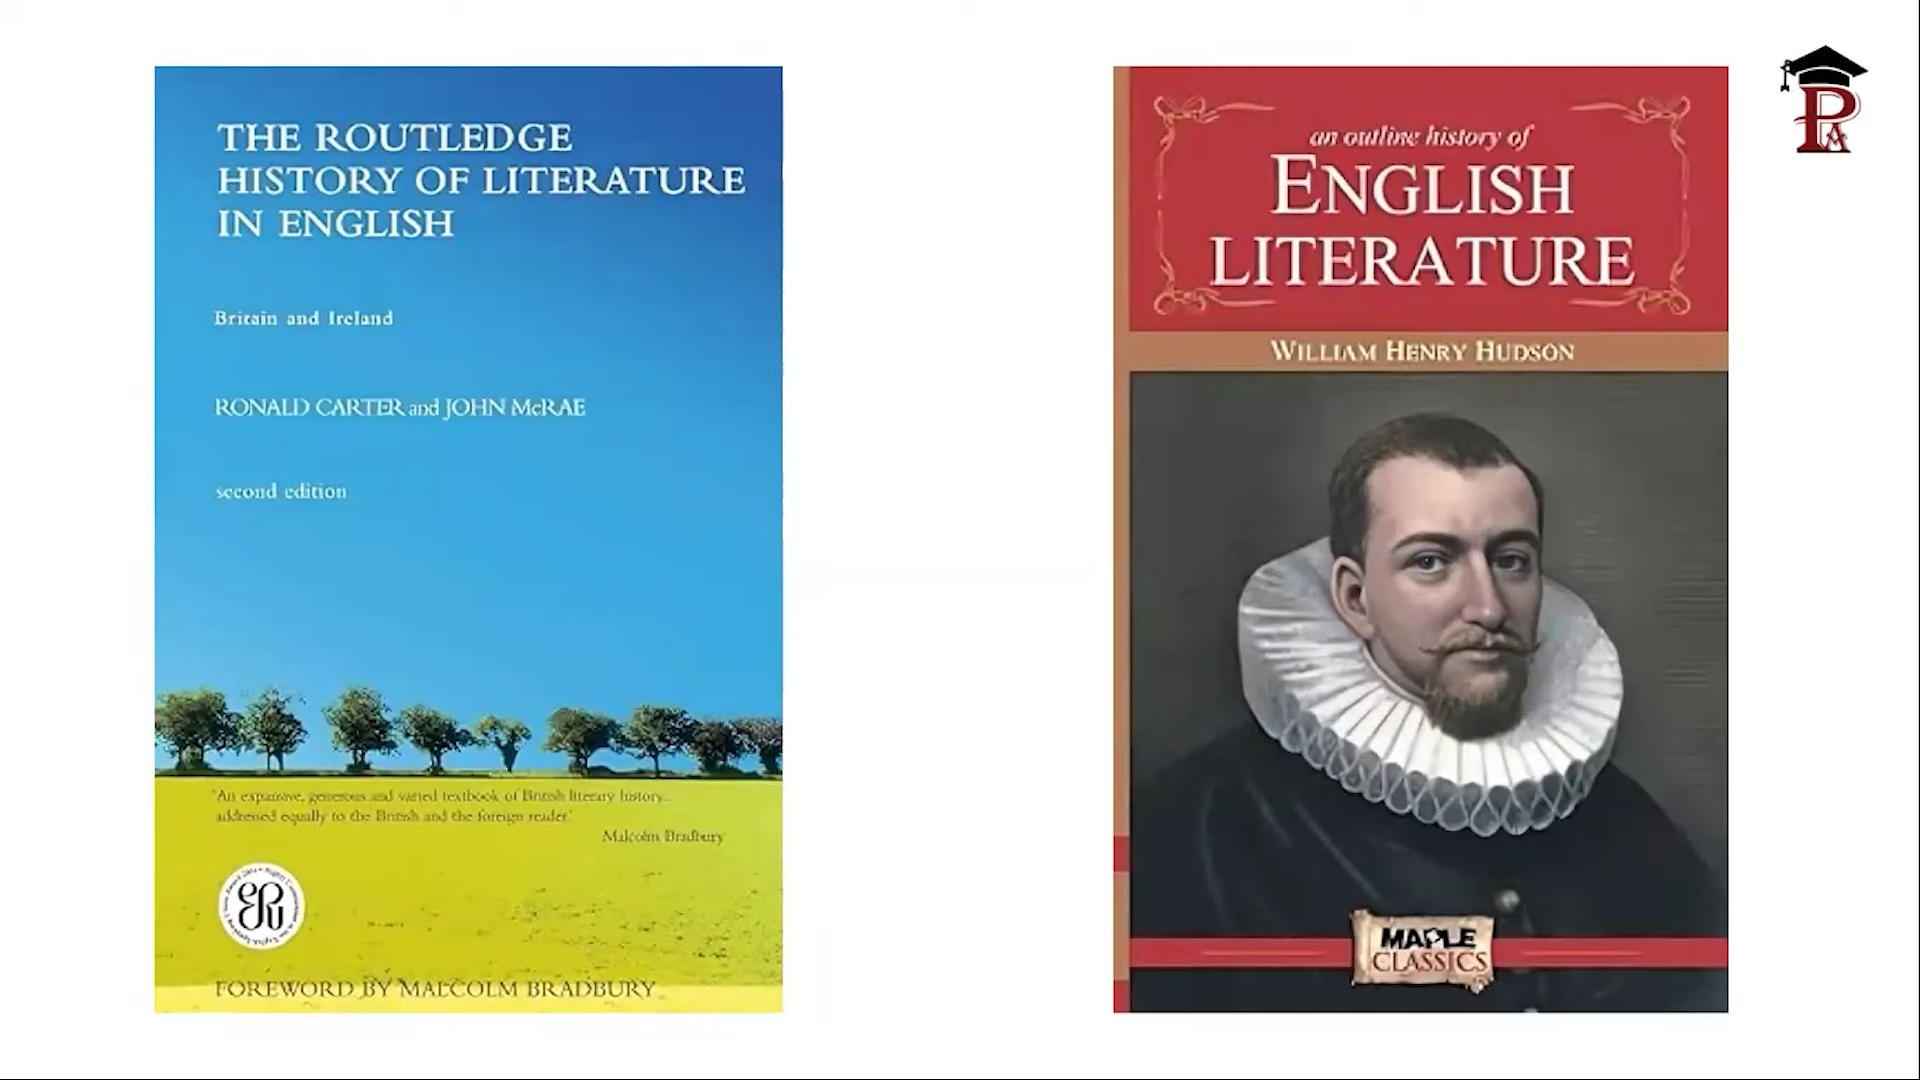 THE ROUTLEDGE
HISTORY OF LITERATURE
IN ENGLISH
Britain and Ireland
RONALD CARTER and JOHN McRAE
second edition
'An expansive, generous and varied textbook of British literary history...
addressed equally to the British and the foreign reader.'
Malcolm Bradbury
FOREWORD BY MALCOLM BRADBURY
an outline history of
ENGLISH
LITERATURE
WILLIAM HENRY HUDSON
MAPLE
CLASSICS
PA